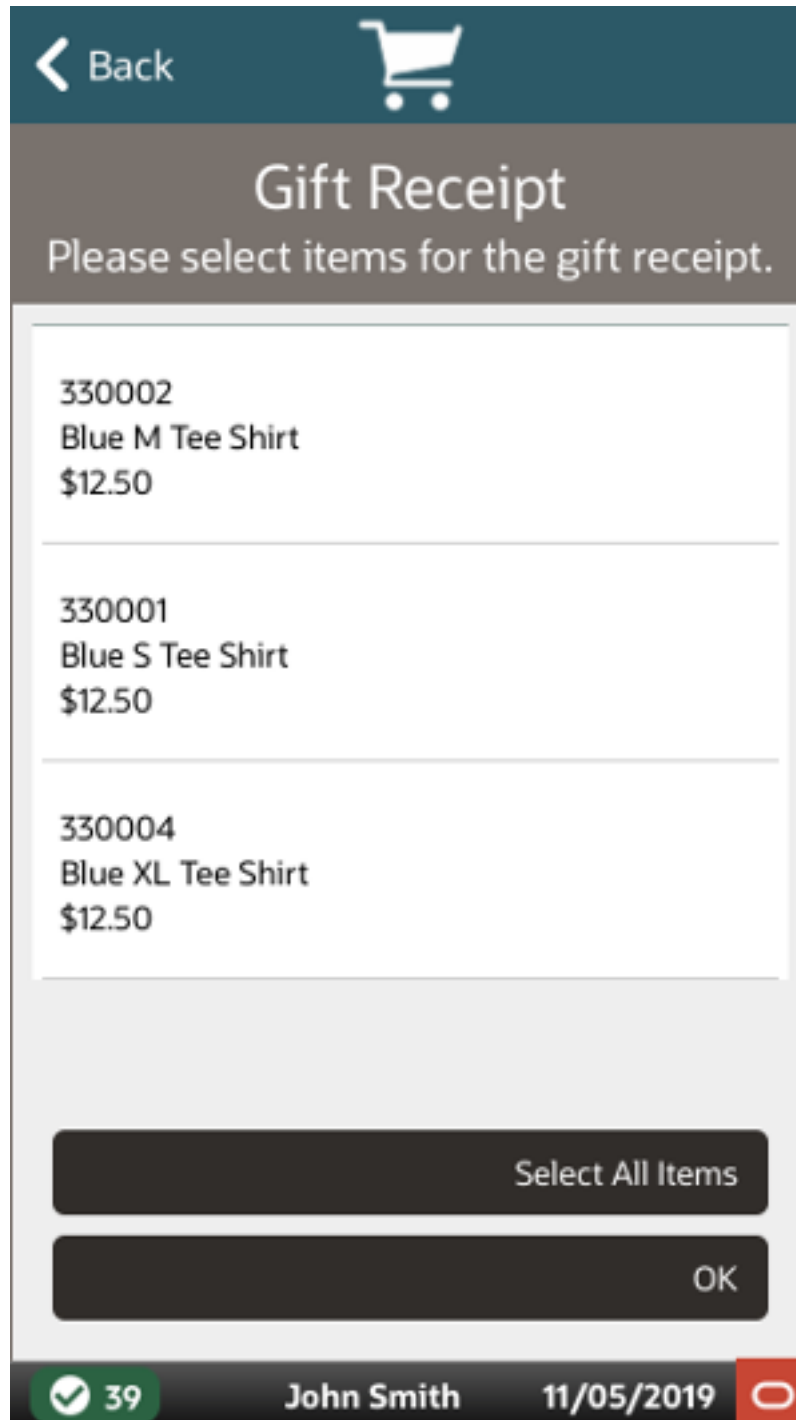 Back
Gift Receipt
Please select items for the gift receipt.
330002
Blue M Tee Shirt
$12.50
330001
Blue S Tee Shirt
$12.50
330004
Blue XL Tee Shirt
$12.50
Select All Items
OK
39 John Smith 11/05/2019